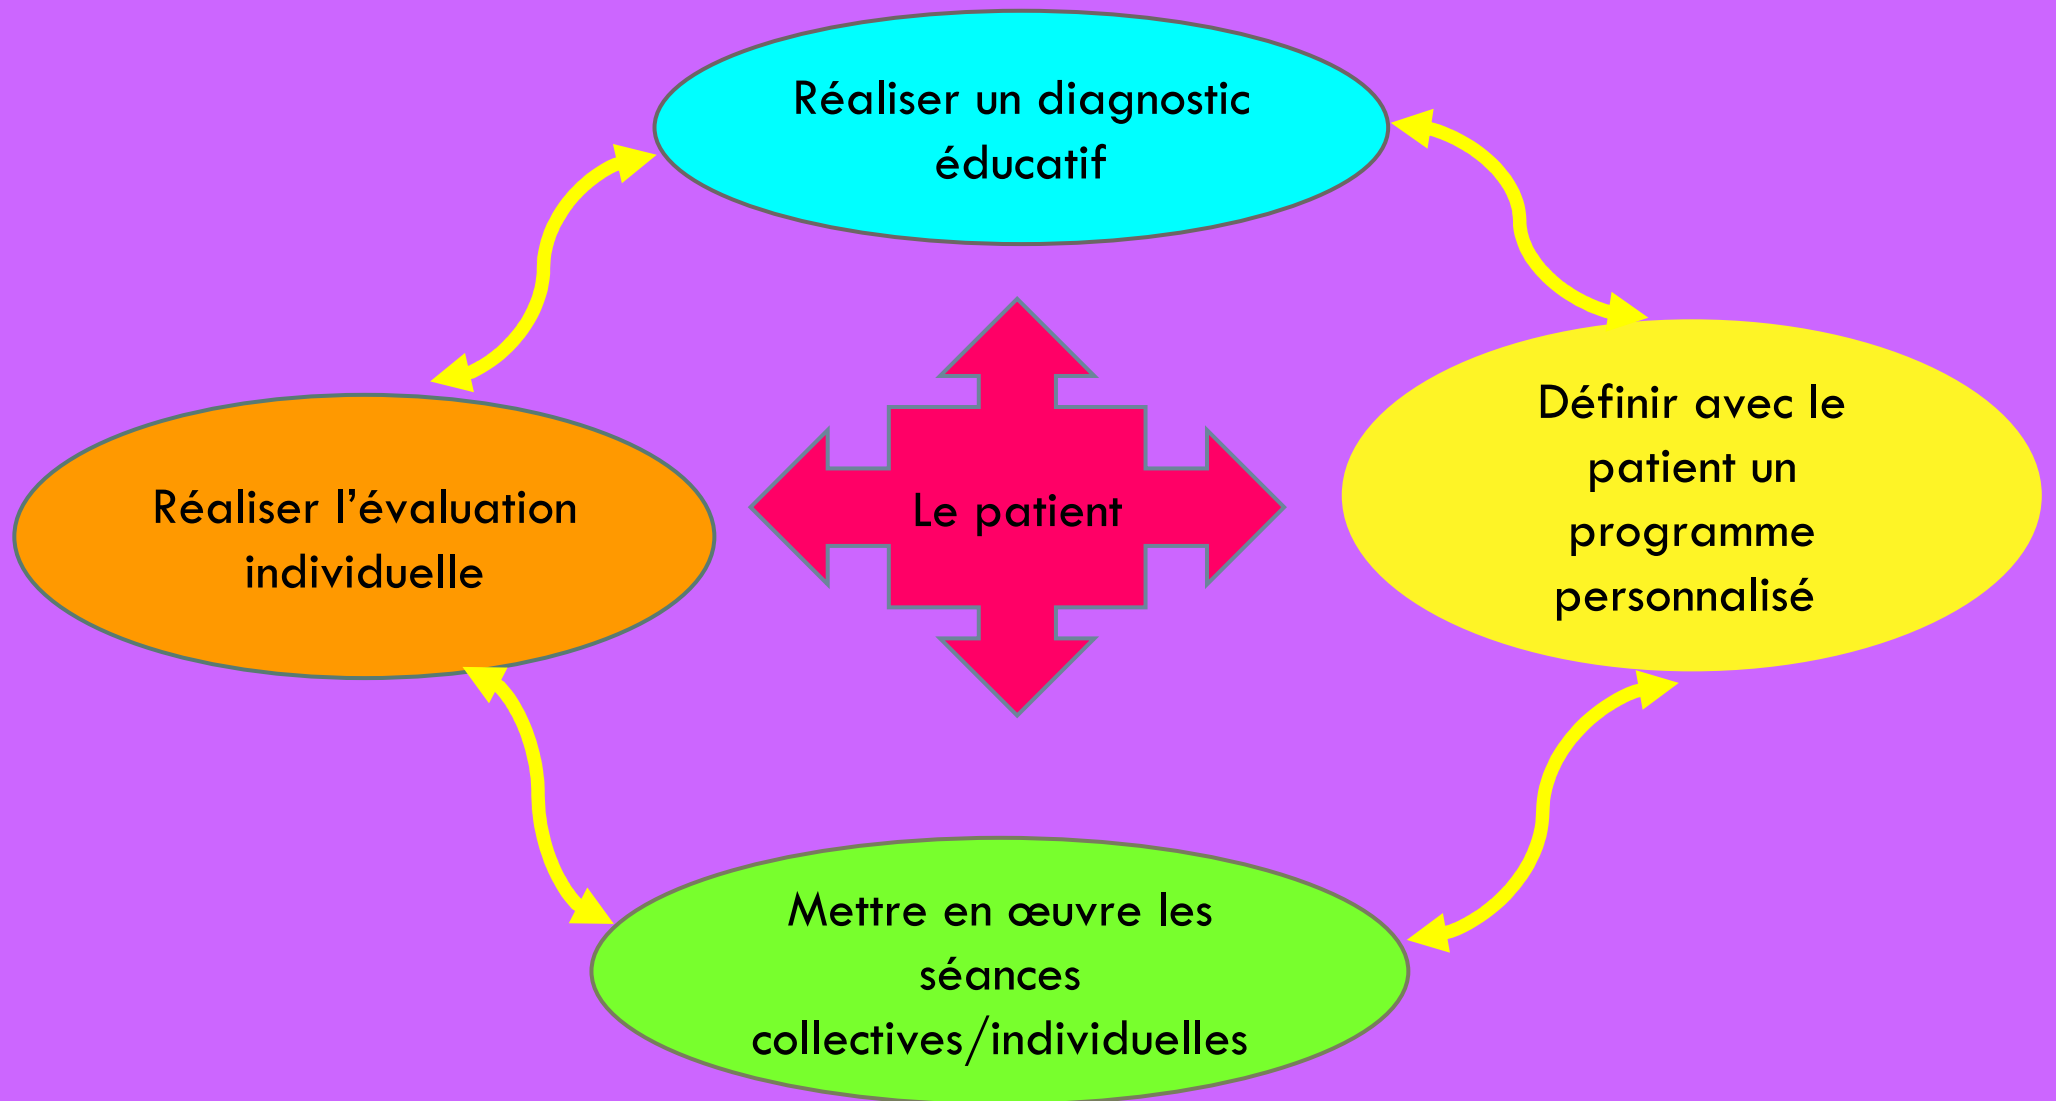 Réaliser un diagnostic
éducatif
Définir avec le
patient un
programme
personnalisé
Le patient
Réaliser l’évaluation
individuelle
Mettre en œuvre les
séances
collectives/individuelles